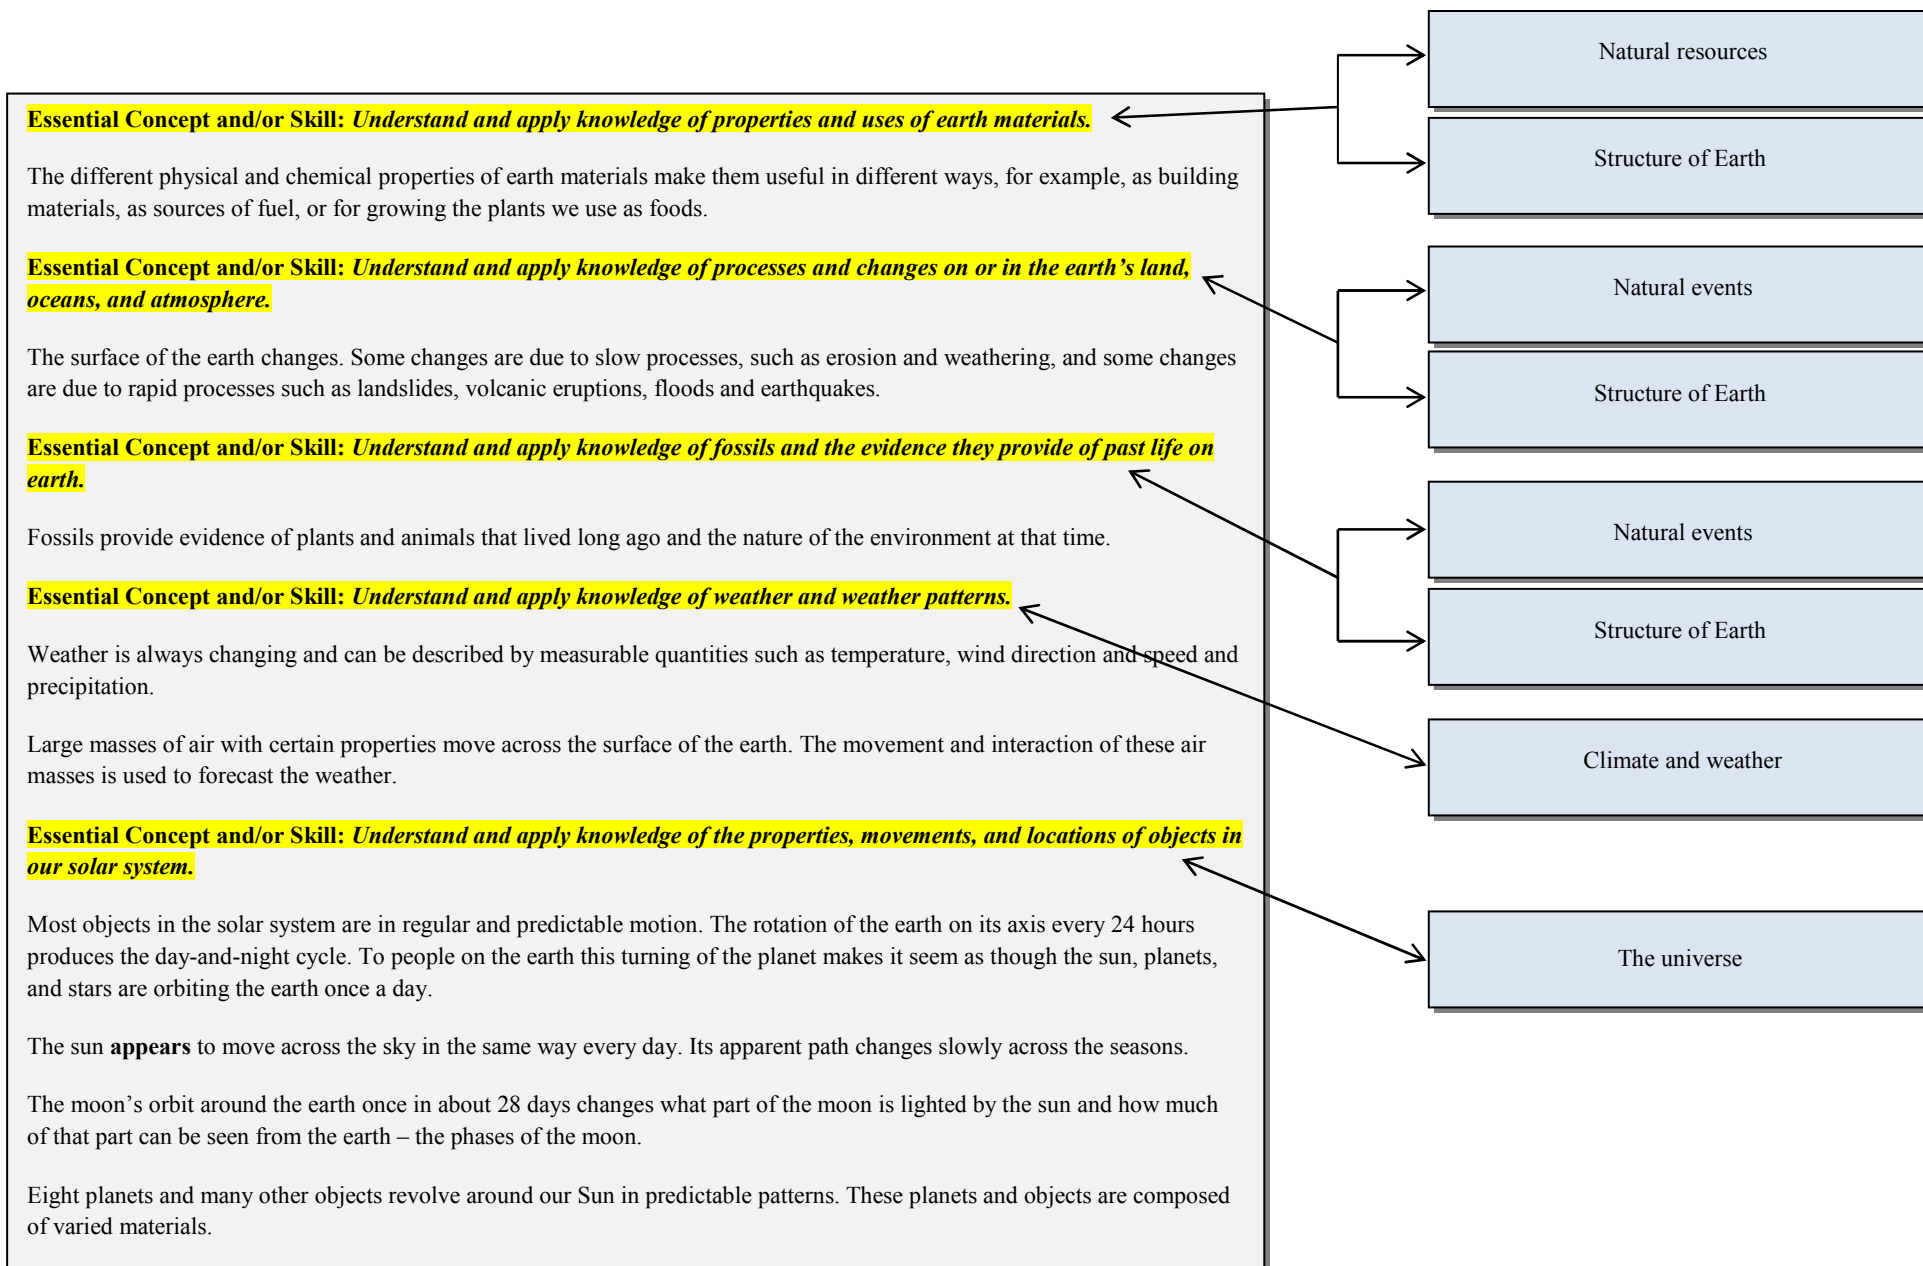 Essential Concept and/or Skill: Understand and apply knowledge of properties and uses of earth materials.
The different physical and chemical properties of earth materials make them useful in different ways, for example, as building
materials, as sources of fuel, or for growing the plants we use as foods.
Essential Concept and/or Skill: Understand and apply knowledge of processes and changes on or in the earth’s land,
oceans, and atmosphere.
The surface of the earth changes. Some changes are due to slow processes, such as erosion and weathering, and some changes
are due to rapid processes such as landslides, volcanic eruptions, floods and earthquakes.
Essential Concept and/or Skill: Understand and apply knowledge of fossils and the evidence they provide of past life on
earth.
Fossils provide evidence of plants and animals that lived long ago and the nature of the environment at that time.
Essential Concept and/or Skill: Understand and apply knowledge of weather and weather patterns.
Weather is always changing and can be described by measurable quantities such as temperature, wind direction and speed and
precipitation.
Large masses of air with certain properties move across the surface of the earth. The movement and interaction of these air
masses is used to forecast the weather.
Essential Concept and/or Skill: Understand and apply knowledge of the properties, movements, and locations of objects in
our solar system.
Most objects in the solar system are in regular and predictable motion. The rotation of the earth on its axis every 24 hours
produces the day-and-night cycle. To people on the earth this turning of the planet makes it seem as though the sun, planets,
and stars are orbiting the earth once a day.
The sun appears to move across the sky in the same way every day. Its apparent path changes slowly across the seasons.
The moon’s orbit around the earth once in about 28 days changes what part of the moon is lighted by the sun and how much
of that part can be seen from the earth – the phases of the moon.
Eight planets and many other objects revolve around our Sun in predictable patterns. These planets and objects are composed
of varied materials.
Natural resources
Structure of Earth
Natural events
Structure of Earth
Natural events
Structure of Earth
Climate and weather
The universe